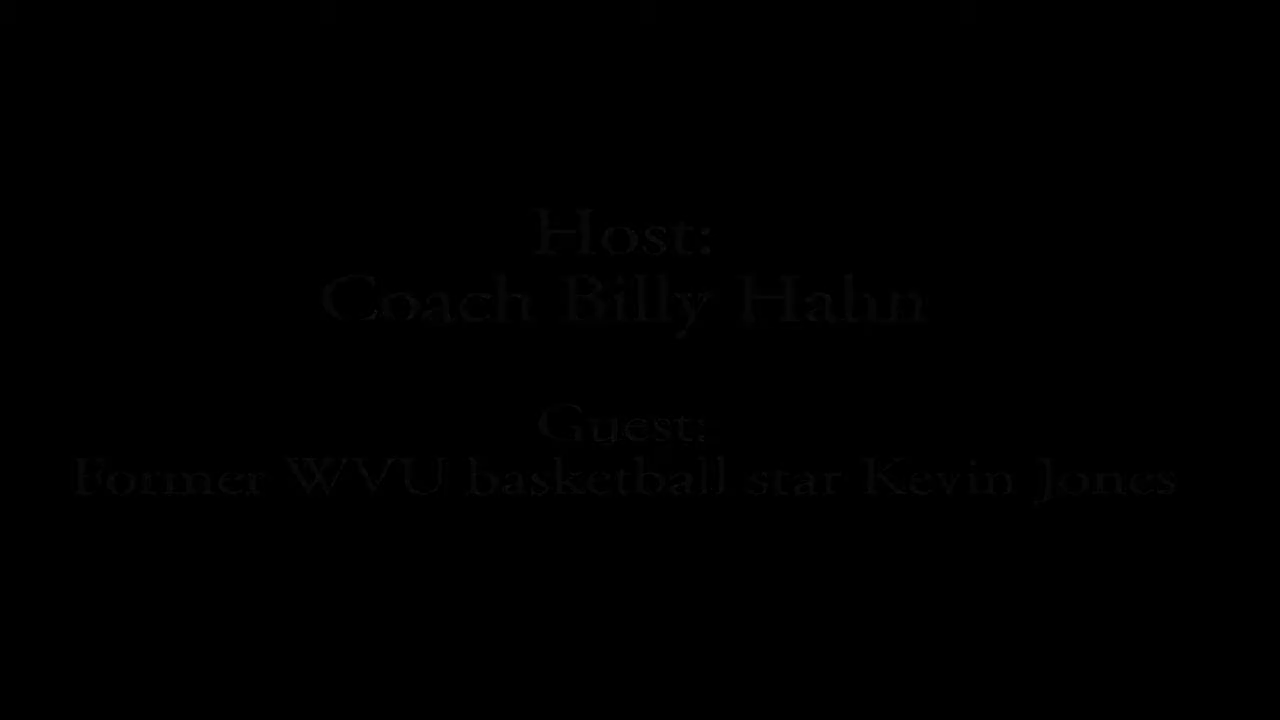 Host:
Coach Billy Hahn
Guest:
Former WVU basketball star Kevin Jones